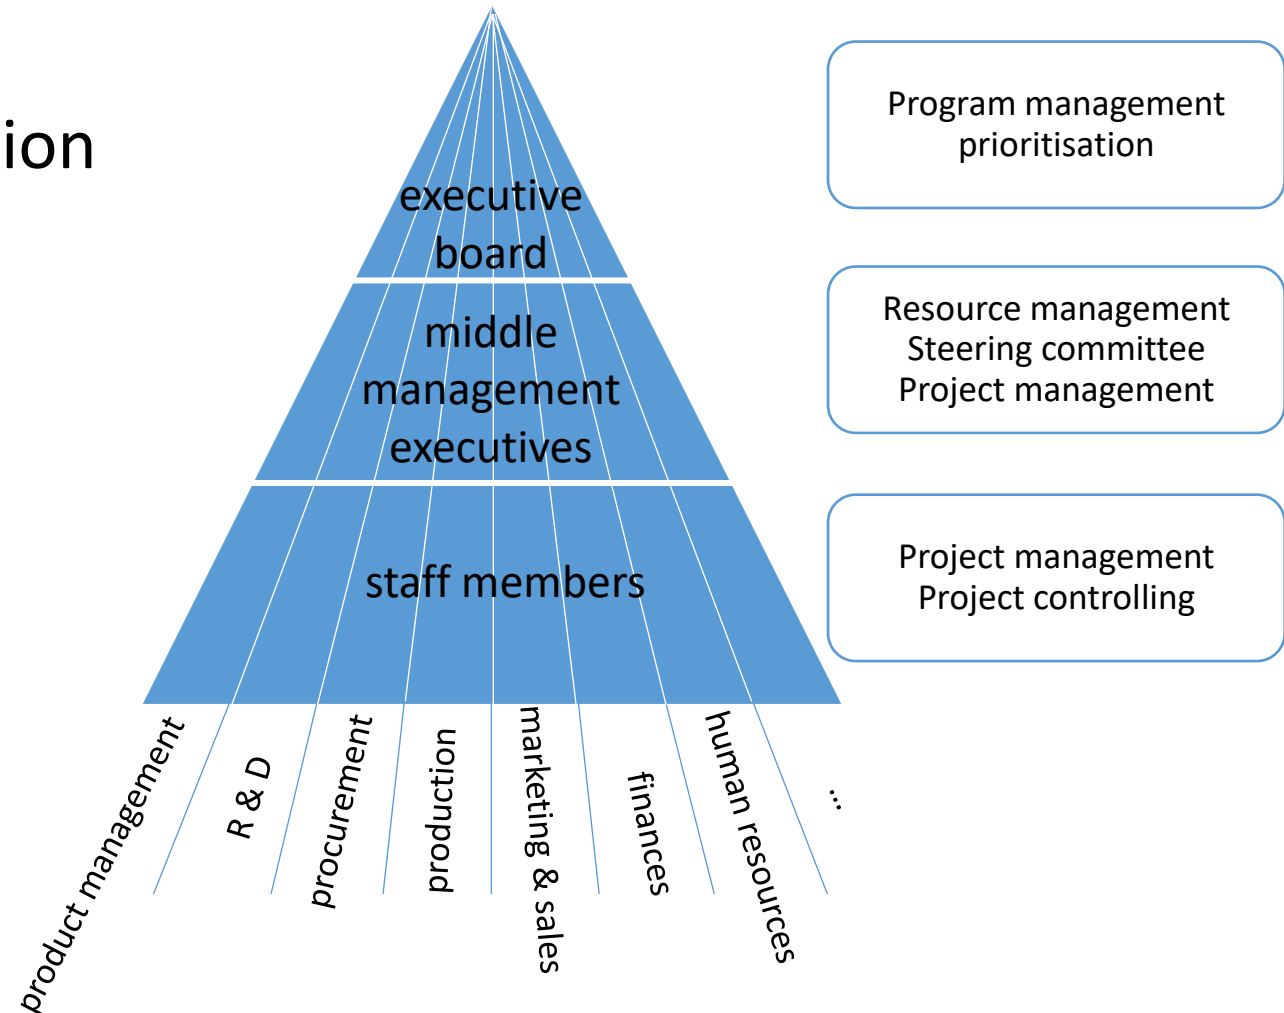 ion
executive
board
middle
management
executives
staff members
Program management
prioritisation
Resource management
Steering committee
Project management
Project management
Project controlling
product management
R & D
procurement
production
marketing & sales
finances
human resources
...